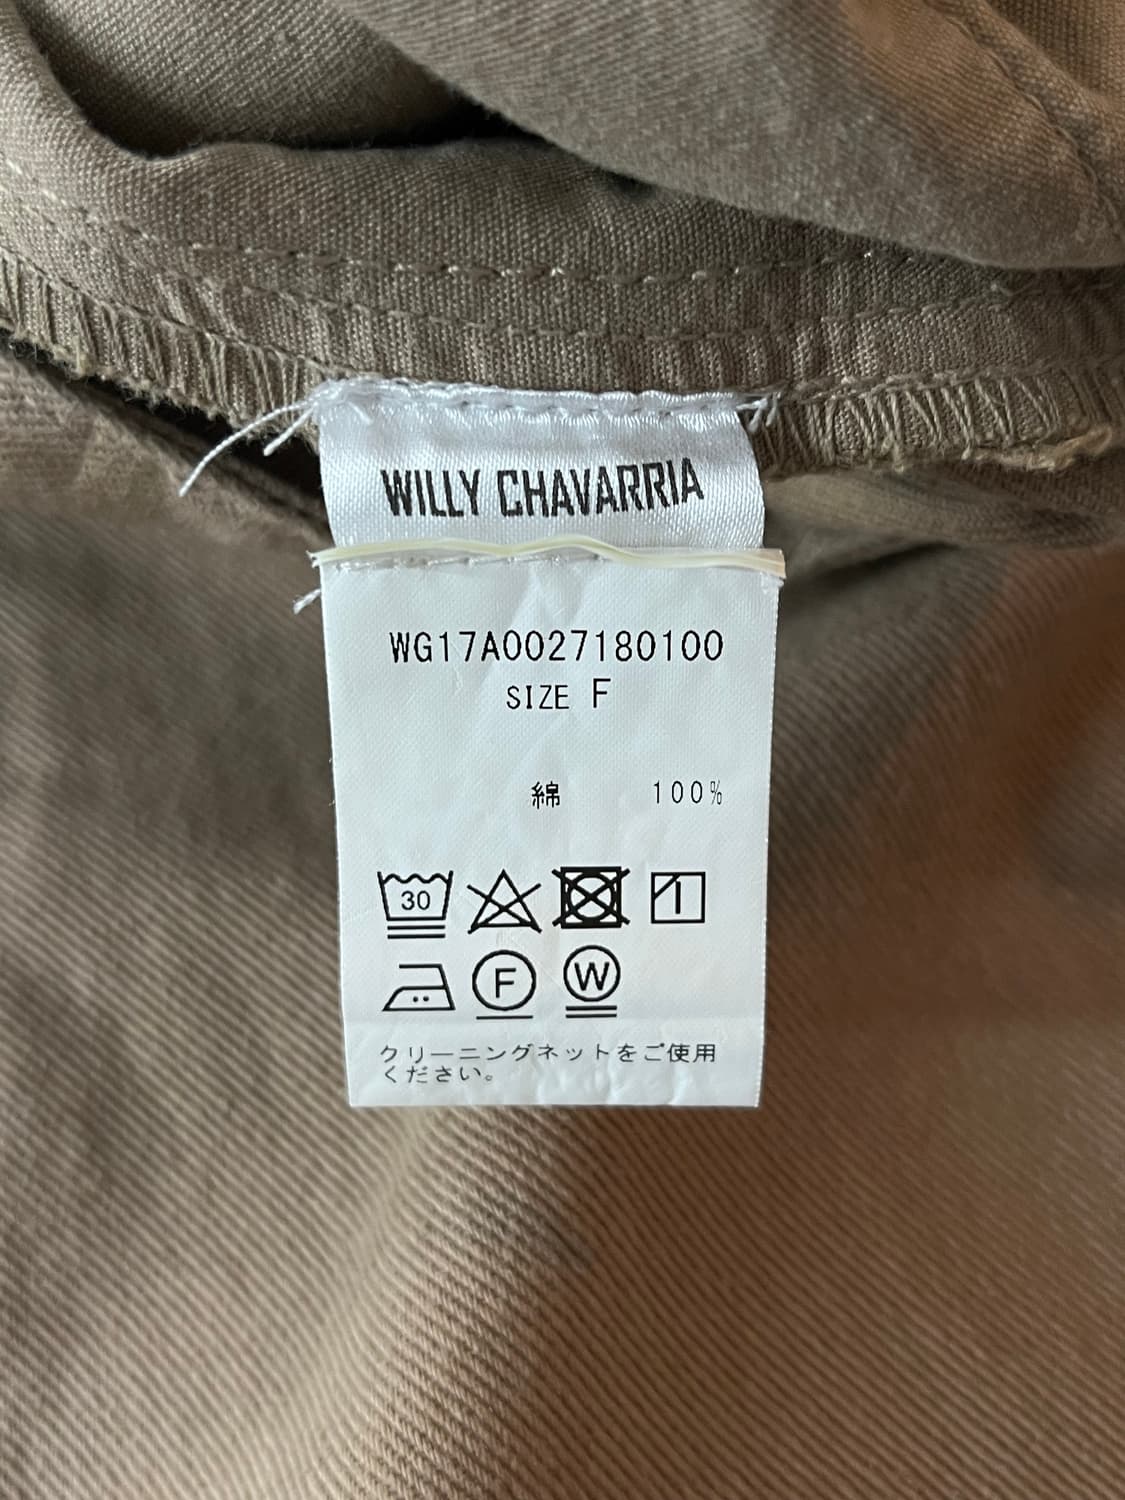 WILLY CHAVARRIA
WG17A0027180100
SIZE F
綿 100%
30
F W
クリーニングネットをご使用
ください。